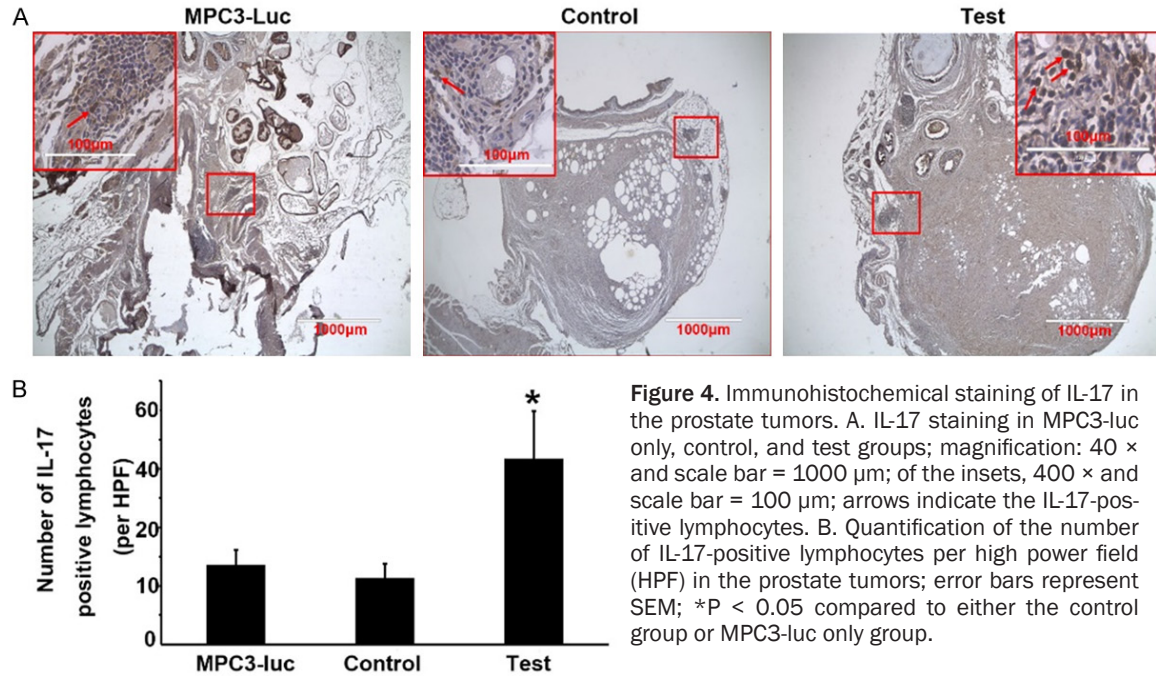 A
MPC3-Luc
Control
Test
100μm
100μm
100μm
1000μm
1000μm
1000μm
B
Number of IL-17
positive lymphocytes
(per HPF)
60
40
20
10
0
*
MPC3-luc
Control
Test
Figure 4. Immunohistochemical staining of IL-17 in
the prostate tumors. A. IL-17 staining in MPC3-luc
only, control, and test groups; magnification: 40 ×
and scale bar = 1000 μm; of the insets, 400 × and
scale bar = 100 μm; arrows indicate the IL-17-pos-
itive lymphocytes. B. Quantification of the number
of IL-17-positive lymphocytes per high power field
(HPF) in the prostate tumors; error bars represent
SEM; *P < 0.05 compared to either the control
group or MPC3-luc only group.